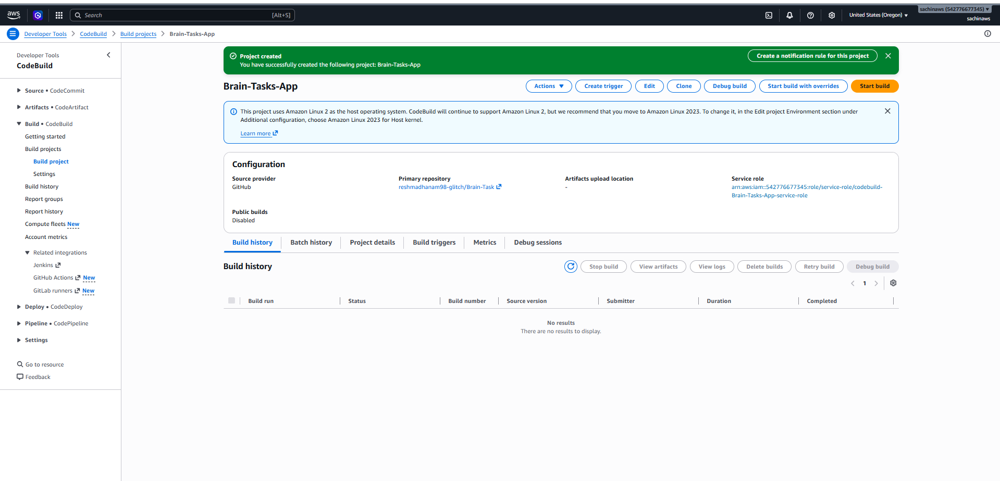 aws
Search
[Alt+S]
United States (Oregon)
sachinaws (542776677345)
sachinaws
Developer Tools
CodeBuild
Build projects
Brain-Tasks-App
Developer Tools
CodeBuild
Source • CodeCommit
Artifacts • CodeArtifact
Build • CodeBuild
Getting started
Build projects
Build project
Settings
Build history
Report groups
Report history
Compute fleets New
Account metrics
Related integrations
Jenkins
GitHub Actions New
GitLab runners New
Deploy • CodeDeploy
Pipeline • CodePipeline
Settings
Go to resource
Feedback
Project created
You have successfully created the following project: Brain-Tasks-App
Create a notification rule for this project
Brain-Tasks-App
Actions
Create trigger
Edit
Clone
Debug build
Start build with overrides
Start build
This project uses Amazon Linux 2 as the host operating system. CodeBuild will continue to support Amazon Linux 2, but we recommend that you move to Amazon Linux 2023. To change it, in the Edit project Environment section under
Additional configuration, choose Amazon Linux 2023 for Host kernel.
Learn more
Configuration
Source provider
GitHub
Primary repository
reshmadhanam98-glitch/Brain-Task
Artifacts upload location
-
Service role
arn:aws:iam::542776677345:role/service-role/codebuild-
Brain-Tasks-App-service-role
Public builds
Disabled
Build history
Batch history
Project details
Build triggers
Metrics
Debug sessions
Build history
Stop build
View artifacts
View logs
Delete builds
Retry build
Debug build
1
Build run
Status
Build number
Source version
Submitter
Duration
Completed
No results
There are no results to display.